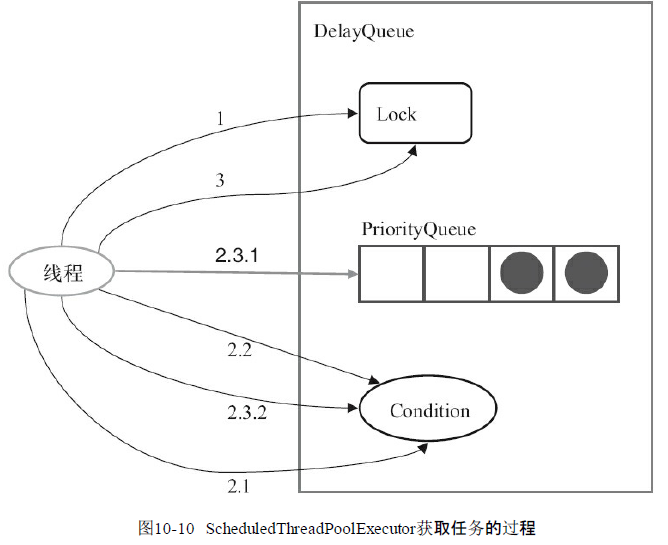 DelayQueue
1
Lock
3
PriorityQueue
2.3.1
线程
2.2
2.3.2
Condition
2.1
图10-10 ScheduledThreadPoolExecutor获取任务的过程